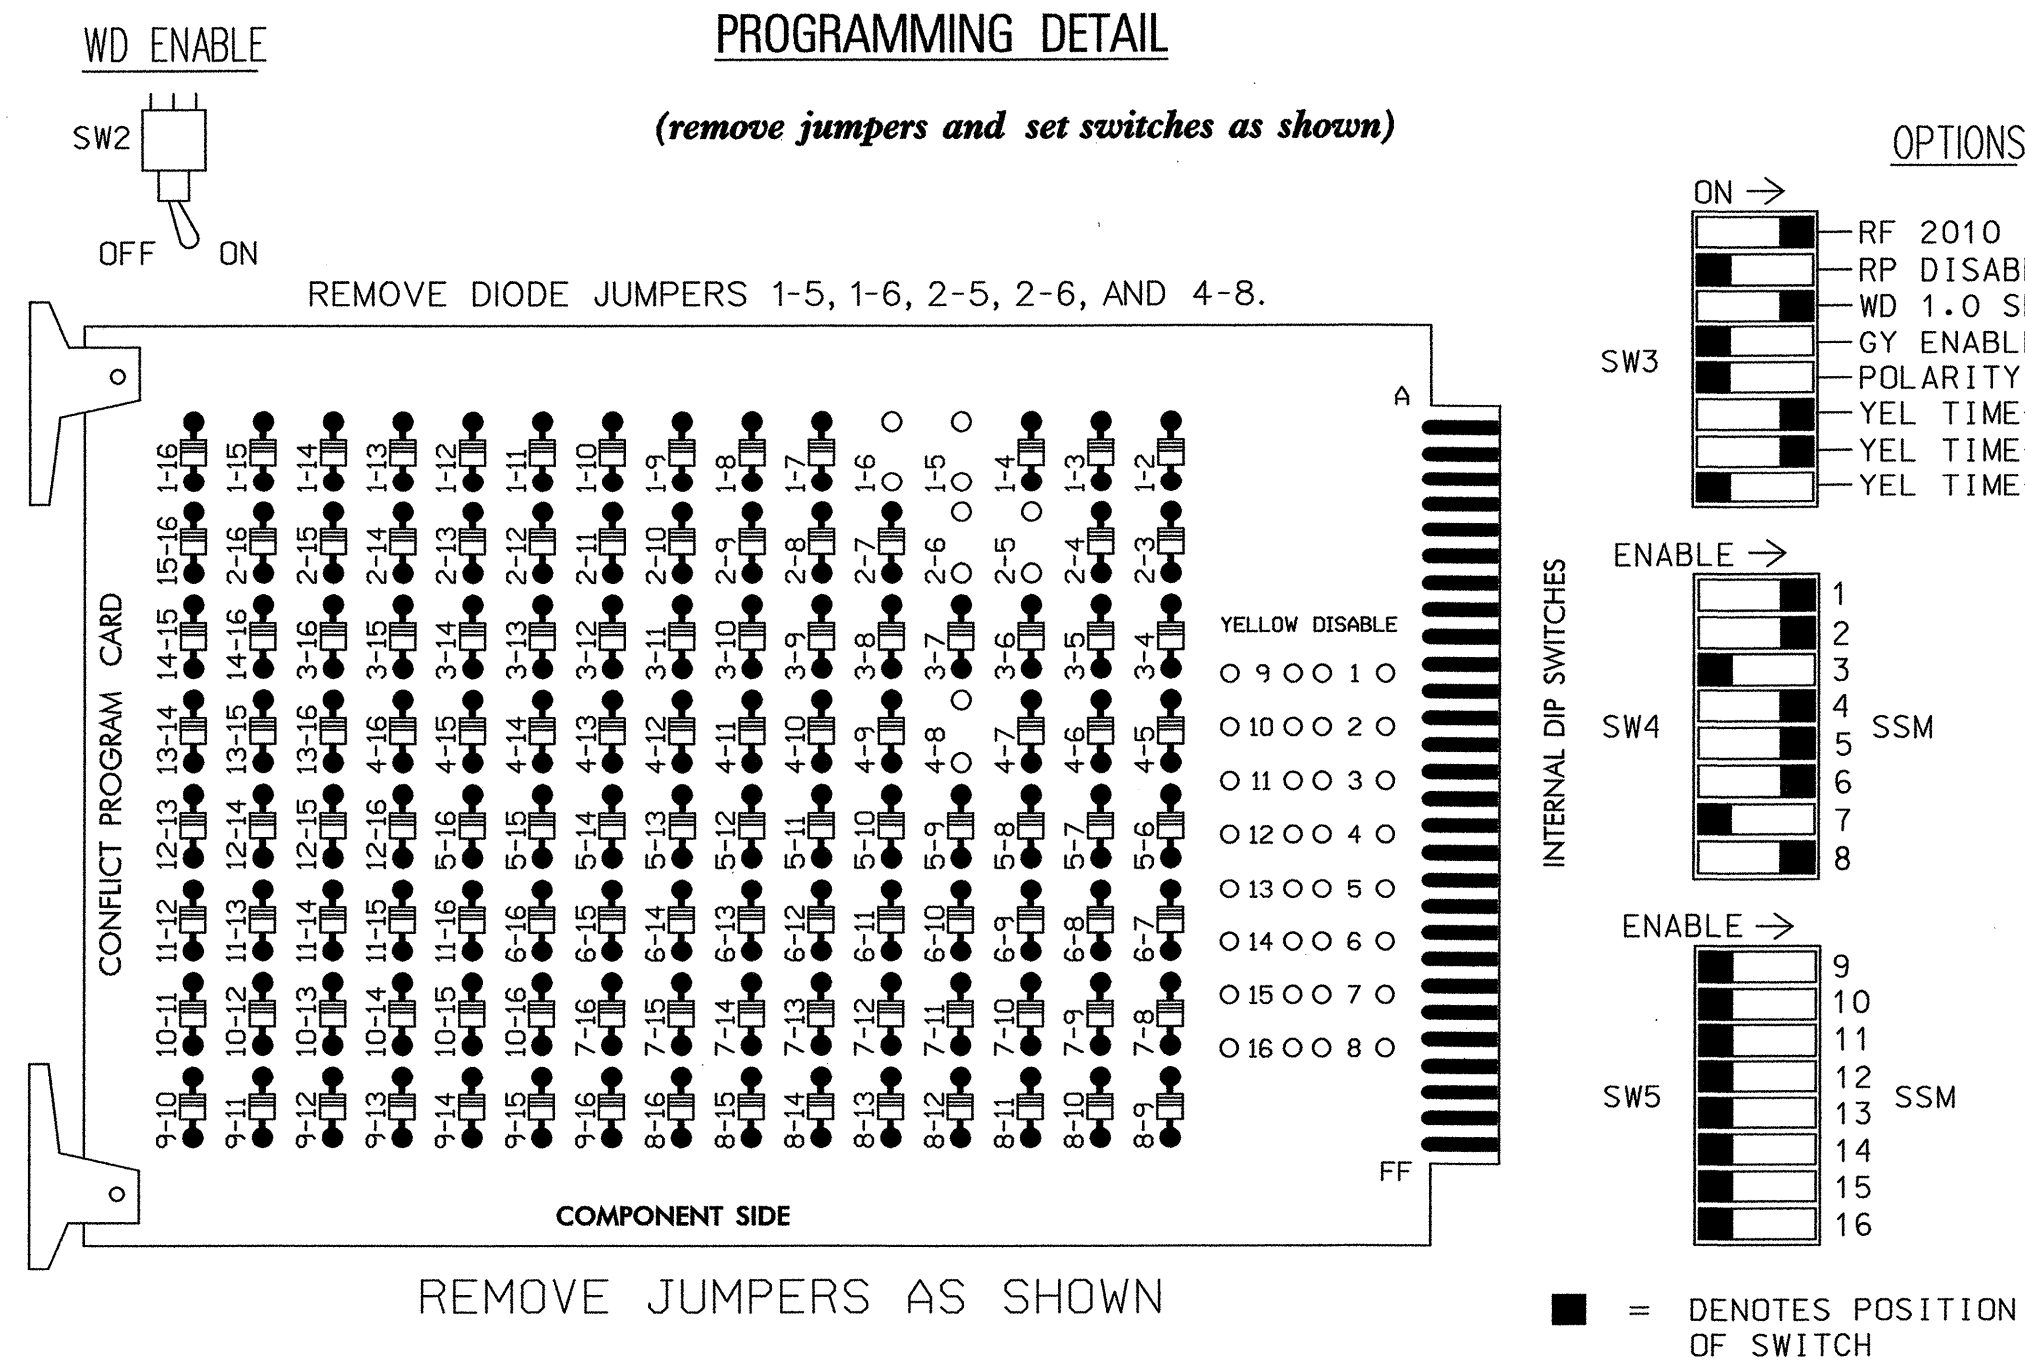 WD ENABLE
PROGRAMMING DETAIL
(remove jumpers and set switches as shown)
SW2
OFF ON
REMOVE DIODE JUMPERS 1-5, 1-6, 2-5, 2-6, AND 4-8.
OPTIONS
ON →
RF 2010
RP DISAB
WD 1.0 S
GY ENABL
POLARITY
YEL TIME
YEL TIME
YEL TIME
SW3
A
1-16 1-15 1-14 1-13 1-12 1-11 1-10 1-9 1-8 1-7 1-6 1-5 1-4 1-3 1-2
15-16 2-16 2-15 2-14 2-13 2-12 2-11 2-10 2-9 2-8 2-7 2-6 2-5 2-4 2-3
14-15 14-16 3-16 3-15 3-14 3-13 3-12 3-11 3-10 3-9 3-8 3-7 3-6 3-5 3-4
13-14 13-15 13-16 4-16 4-15 4-14 4-13 4-12 4-11 4-10 4-9 4-8 4-7 4-6 4-5
12-13 12-14 12-15 12-16 5-16 5-15 5-14 5-13 5-12 5-11 5-10 5-9 5-8 5-7 5-6
11-12 11-13 11-14 11-15 11-16 6-16 6-15 6-14 6-13 6-12 6-11 6-10 6-9 6-8 6-7
10-11 10-12 10-13 10-14 10-15 10-16 7-16 7-15 7-14 7-13 7-12 7-11 7-10 7-9 7-8
9-10 9-11 9-12 9-13 9-14 9-15 9-16 8-16 8-15 8-14 8-13 8-12 8-11 8-10 8-9
CONFLICT PROGRAM CARD
YELLOW DISABLE
9 1
10 2
11 3
12 4
13 5
14 6
15 7
16 8
FF
COMPONENT SIDE
REMOVE JUMPERS AS SHOWN
INTERNAL DIP SWITCHES
ENABLE →
1
2
3
4
5
6
7
8
SW4
SSM
ENABLE →
9
10
11
12
13
14
15
16
SW5
SSM
= DENOTES POSITION
OF SWITCH